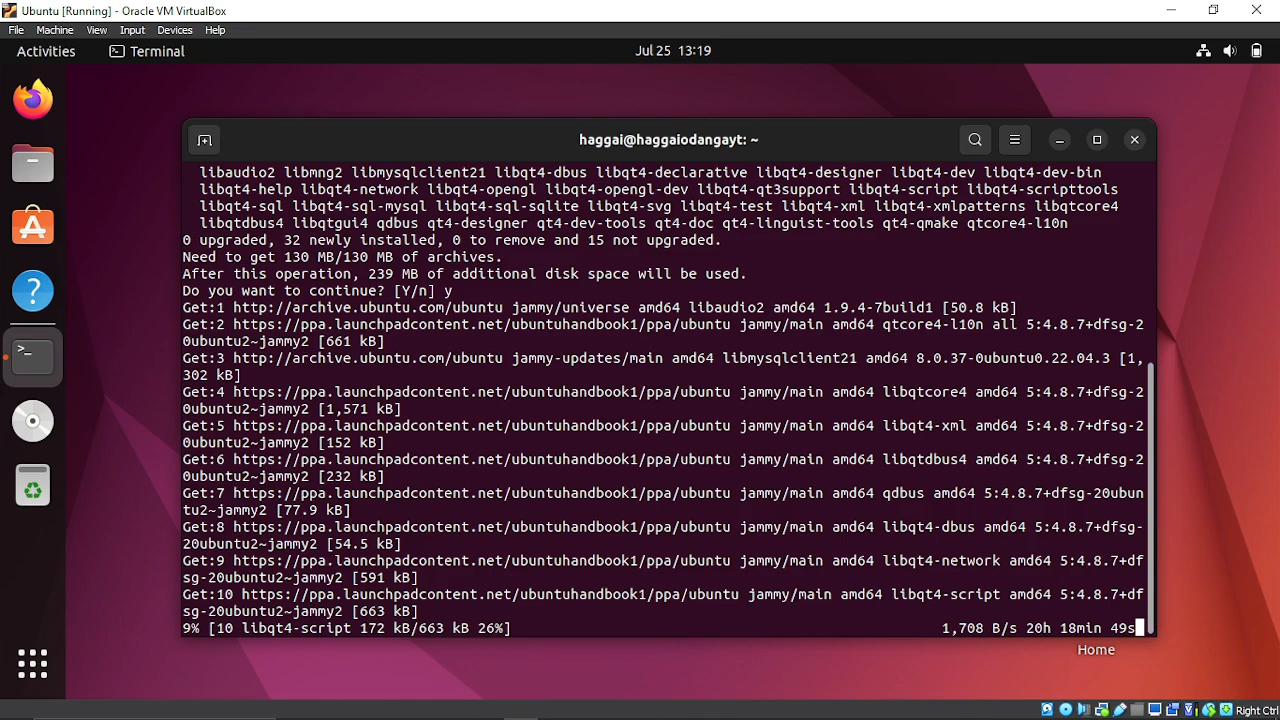 Ubuntu [Running] - Oracle VM VirtualBox
File Machine View Input Devices Help
Activities Terminal Jul 25 13:19
haggai@haggaiodangayt: ~
libaudio2 libmng2 libmysqlclient21 libqt4-dbus libqt4-declarative libqt4-designer libqt4-dev libqt4-dev-bin
libqt4-help libqt4-network libqt4-opengl libqt4-opengl-dev libqt4-qt3support libqt4-script libqt4-scripttools
libqt4-sql libqt4-sql-mysql libqt4-sql-sqlite libqt4-svg libqt4-test libqt4-xml libqt4-xmlpatterns libqtcore4
libqtdbus4 libqtgui4 qdbus qt4-designer qt4-dev-tools qt4-doc qt4-linguist-tools qt4-qmake qtcore4-l10n
0 upgraded, 32 newly installed, 0 to remove and 15 not upgraded.
Need to get 130 MB/130 MB of archives.
After this operation, 239 MB of additional disk space will be used.
Do you want to continue? [Y/n] y
Get:1 http://archive.ubuntu.com/ubuntu jammy/universe amd64 libaudio2 amd64 1.9.4-7build1 [50.8 kB]
Get:2 https://ppa.launchpadcontent.net/ubuntuhandbook1/ppa/ubuntu jammy/main amd64 qtcore4-l10n all 5:4.8.7+dfsg-2
0ubuntu2~jammy2 [661 kB]
Get:3 http://archive.ubuntu.com/ubuntu jammy-updates/main amd64 libmysqlclient21 amd64 8.0.37-0ubuntu0.22.04.3 [1,
302 kB]
Get:4 https://ppa.launchpadcontent.net/ubuntuhandbook1/ppa/ubuntu jammy/main amd64 libqtcore4 amd64 5:4.8.7+dfsg-2
0ubuntu2~jammy2 [1,571 kB]
Get:5 https://ppa.launchpadcontent.net/ubuntuhandbook1/ppa/ubuntu jammy/main amd64 libqt4-xml amd64 5:4.8.7+dfsg-2
0ubuntu2~jammy2 [152 kB]
Get:6 https://ppa.launchpadcontent.net/ubuntuhandbook1/ppa/ubuntu jammy/main amd64 libqtdbus4 amd64 5:4.8.7+dfsg-2
0ubuntu2~jammy2 [232 kB]
Get:7 https://ppa.launchpadcontent.net/ubuntuhandbook1/ppa/ubuntu jammy/main amd64 qdbus amd64 5:4.8.7+dfsg-20ubun
tu2~jammy2 [77.9 kB]
Get:8 https://ppa.launchpadcontent.net/ubuntuhandbook1/ppa/ubuntu jammy/main amd64 libqt4-dbus amd64 5:4.8.7+dfsg-
20ubuntu2~jammy2 [54.5 kB]
Get:9 https://ppa.launchpadcontent.net/ubuntuhandbook1/ppa/ubuntu jammy/main amd64 libqt4-network amd64 5:4.8.7+df
sg-20ubuntu2~jammy2 [591 kB]
Get:10 https://ppa.launchpadcontent.net/ubuntuhandbook1/ppa/ubuntu jammy/main amd64 libqt4-script amd64 5:4.8.7+df
sg-20ubuntu2~jammy2 [663 kB]
9% [10 libqt4-script 172 kB/663 kB 26%] 1,708 B/s 20h 18min 49s
Home
Right Ctrl